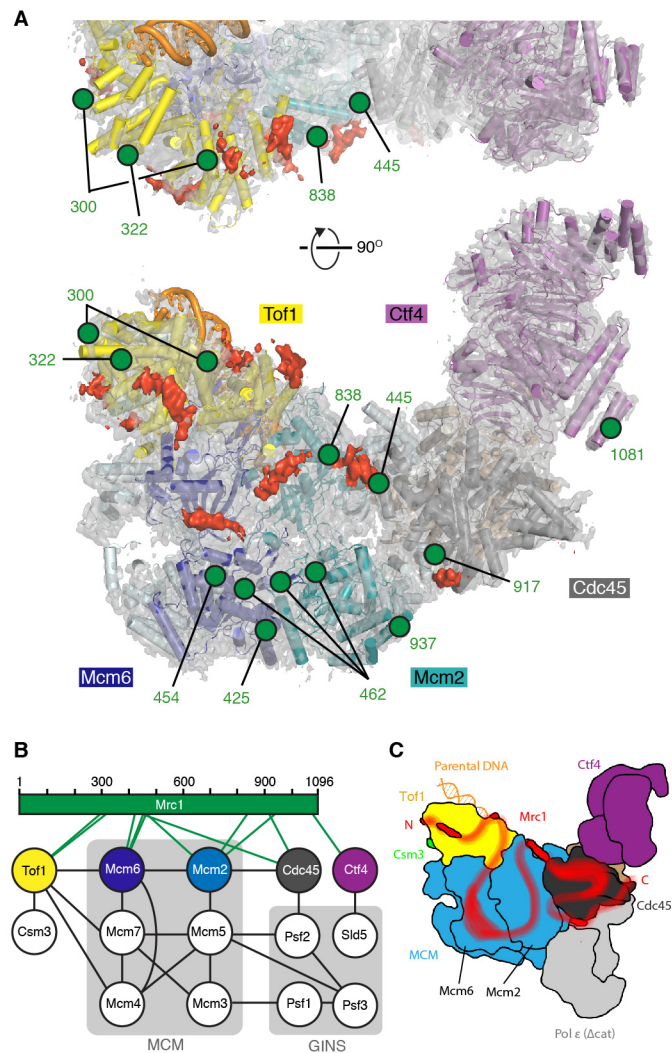 A
300
322
838
445
90°
300
Tof1
Ctf4
322
838
445
1081
917
Cdc45
937
Mcm6
454
425
462
Mcm2
B
1 300 600 900 1096
Mrc1
Tof1
Mcm6
Mcm2
Cdc45
Ctf4
Csm3
Mcm7
Mcm5
Psf2
Sld5
Mcm4
Mcm3
Psf1
Psf3
MCM
GINS
C
Ctf4
Parental DNA
Tof1
N
Mrc1
Csm3
C
Cdc45
MCM
Mcm6
Mcm2
Pol ε (Δcat)